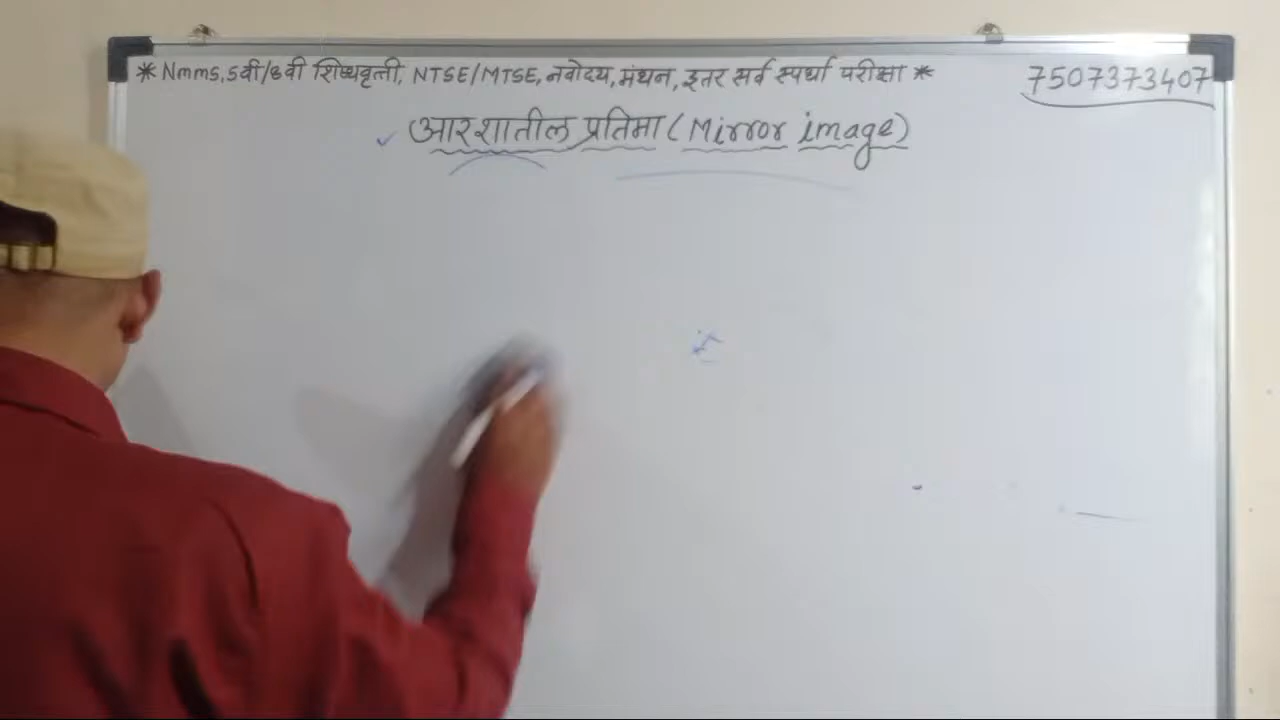 * Nmms, 5वी/8वी शिष्यवृत्ती, NTSE/MTSE, नवोदय, मंथन, इतर सर्व स्पर्धा परीक्षा *
7507373407
आरशातील प्रतिमा (Mirror image)